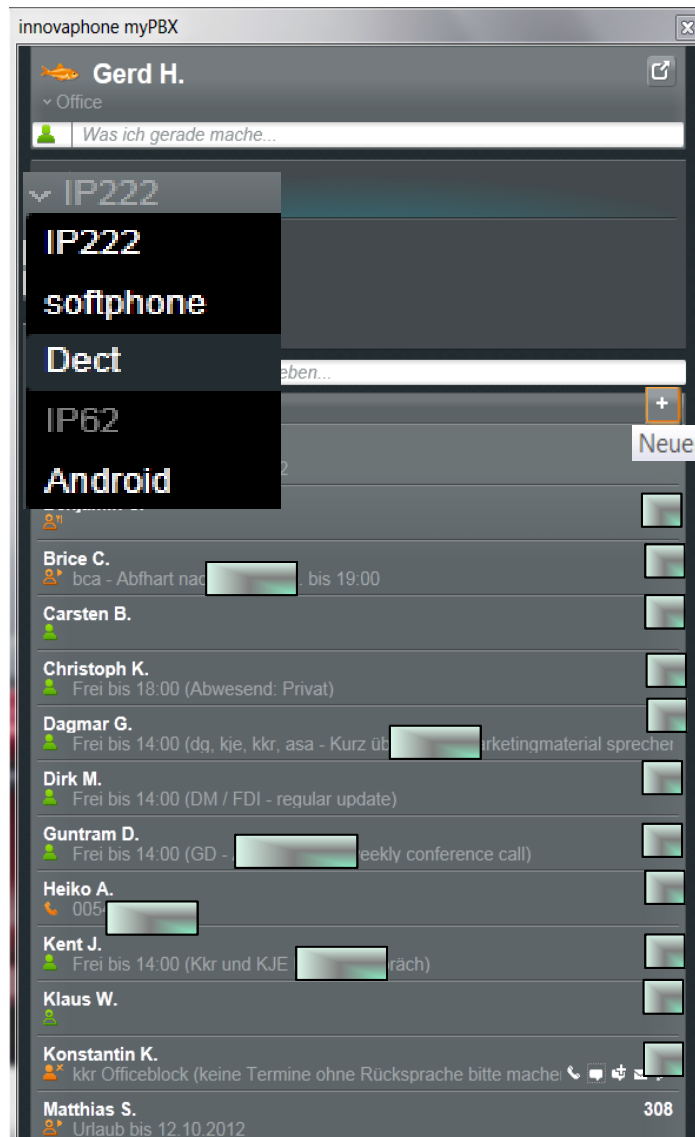 innovaphone myPBX
Gerd H.
Office
Was ich gerade mache...
IP222
IP222
softphone
Dect
IP62
Android
eben...
+
Neue
2
Brice C.
bca - Abfhart nac . bis 19:00
Carsten B.
Christoph K.
Frei bis 18:00 (Abwesend: Privat)
Dagmar G.
Frei bis 14:00 (dg, kje, kkr, asa - Kurz üb arketingmaterial sprechen
Dirk M.
Frei bis 14:00 (DM / FDI - regular update)
Guntram D.
Frei bis 14:00 (GD - eekly conference call)
Heiko A.
005
Kent J.
Frei bis 14:00 (Kkr und KJE räch)
Klaus W.
Konstantin K.
kkr Officeblock (keine Termine ohne Rücksprache bitte machen
Matthias S. 308
Urlaub bis 12.10.2012